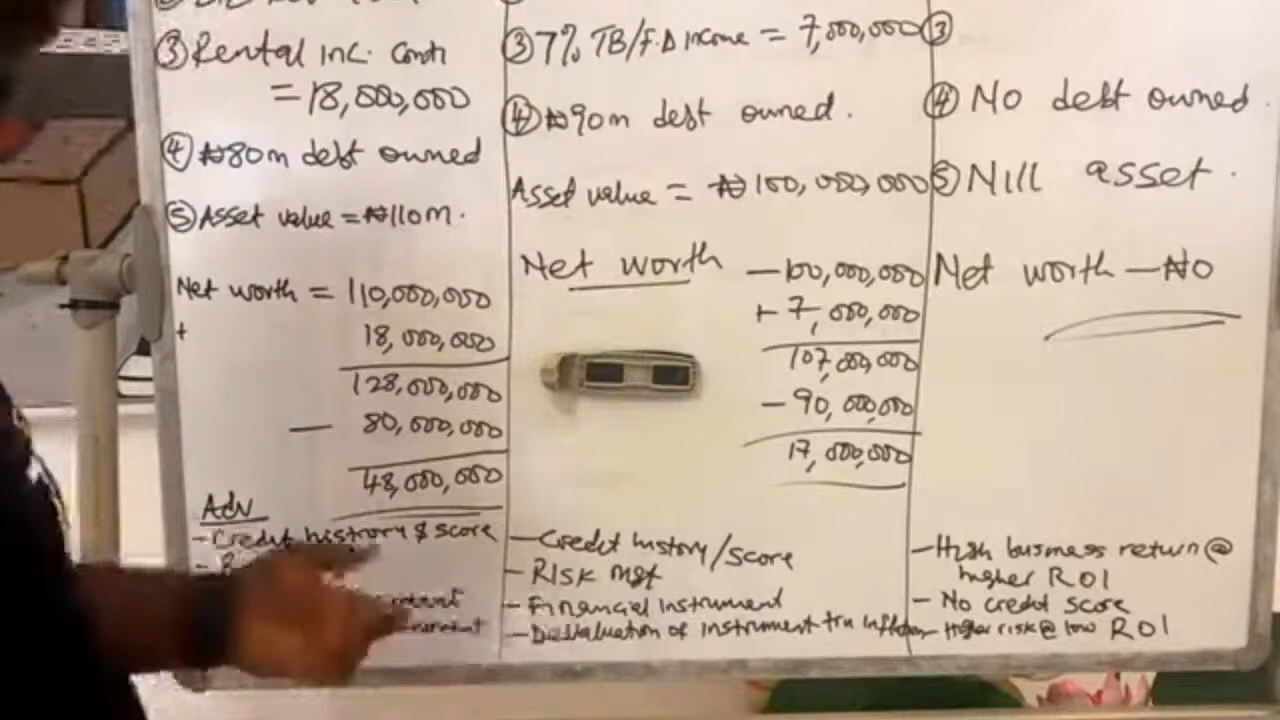 ③ Rental Inc. Contr
= 18,000,000
④ ₦80m debt owned
⑤ Asset value = ₦110M.
Net worth = 110,000,000
+ 18,000,000
128,000,000
— 80,000,000
48,000,000
Adv
- Credit history & score
③ 7% TB/F.D Income = 7,000,000
④ ₦90m debt owned.
Asset value = ₦100,000,000
Net worth — 100,000,000
+ 7,000,000
107,000,000
— 90,000,000
17,000,000
- Credit history/score
- Risk mgt
- Financial Instrument
of Instrument tru Inflation
③
④ No debt owned.
⑤ Nill asset.
Net worth — ₦0
- High business return @
higher ROI
- No credit score
- Higher risk @ low ROI